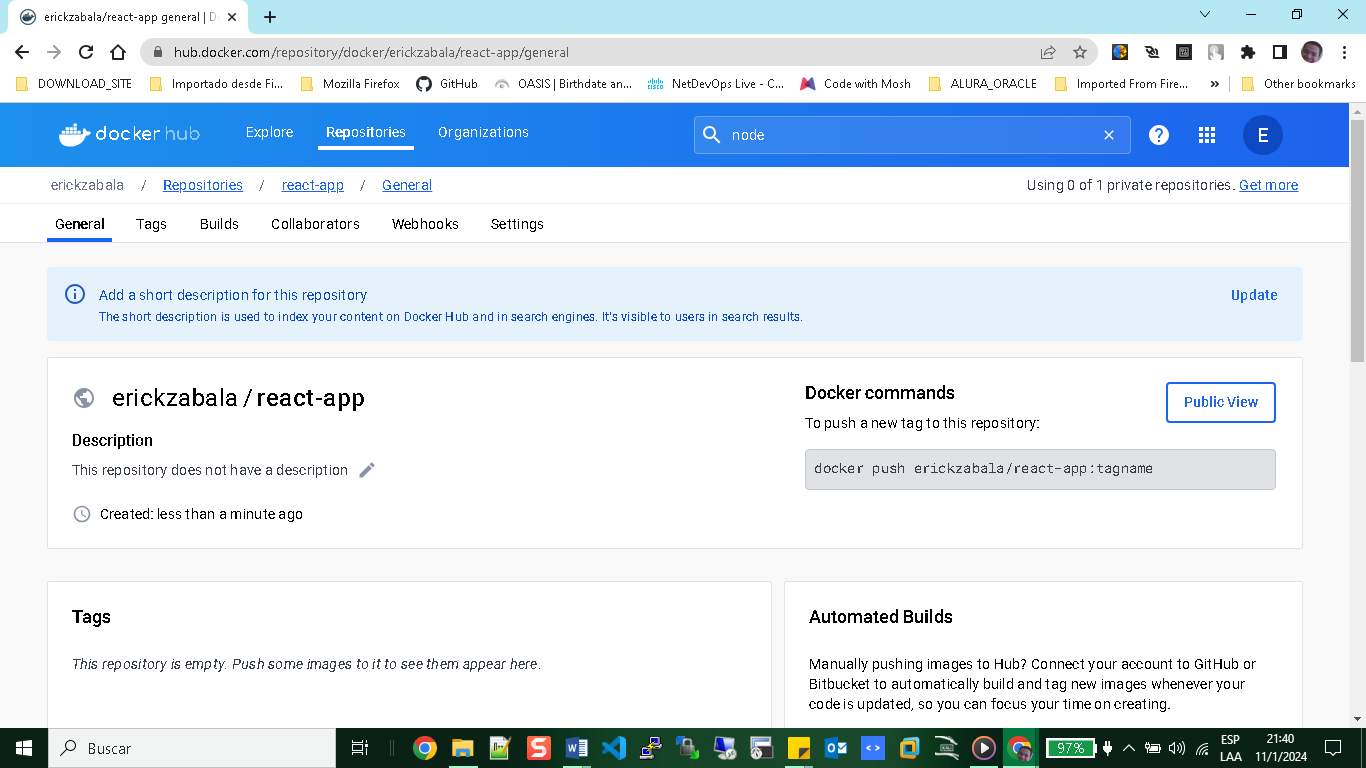 erickzabala/react-app general | D
hub.docker.com/repository/docker/erickzabala/react-app/general
DOWNLOAD_SITE Importado desde Fi... Mozilla Firefox GitHub OASIS | Birthdate an... NetDevOps Live - C... Code with Mosh ALURA_ORACLE Imported From Fire... » Other bookmarks
docker hub Explore Repositories Organizations node E
erickzabala / Repositories / react-app / General Using 0 of 1 private repositories. Get more
General Tags Builds Collaborators Webhooks Settings
Add a short description for this repository Update
The short description is used to index your content on Docker Hub and in search engines. It's visible to users in search results.
erickzabala / react-app
Description
This repository does not have a description
Created: less than a minute ago
Docker commands
Public View
To push a new tag to this repository:
docker push erickzabala/react-app:tagname
Tags
This repository is empty. Push some images to it to see them appear here.
Automated Builds
Manually pushing images to Hub? Connect your account to GitHub or
Bitbucket to automatically build and tag new images whenever your
code is updated, so you can focus your time on creating.
Buscar
97%
ESP
LAA
21:40
11/1/2024